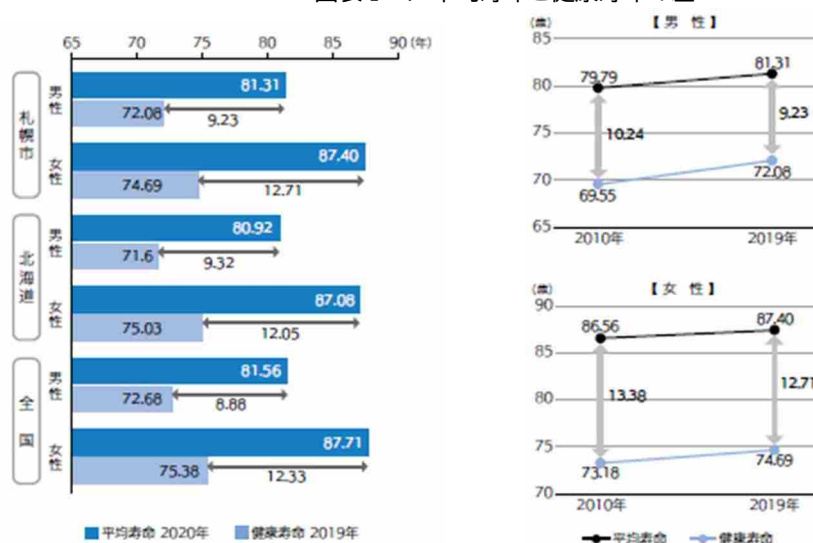 65 70 75 80 85 90 (年)
札幌市
男性
81.31
72.08
9.23
女性
87.40
74.69
12.71
北海道
男性
80.92
71.6
9.32
女性
87.08
75.03
12.05
全国
男性
81.56
72.68
8.88
女性
87.71
75.38
12.33
平均寿命 2020年 健康寿命 2019年
(歳)
【男 性】
85
80
75
70
65
79.79
81.31
10.24
9.23
69.55
72.08
2010年 2019年
(歳)
【女 性】
90
85
80
75
70
86.56
87.40
13.38
12.71
73.18
74.69
2010年 2019年
平均寿命 健康寿命